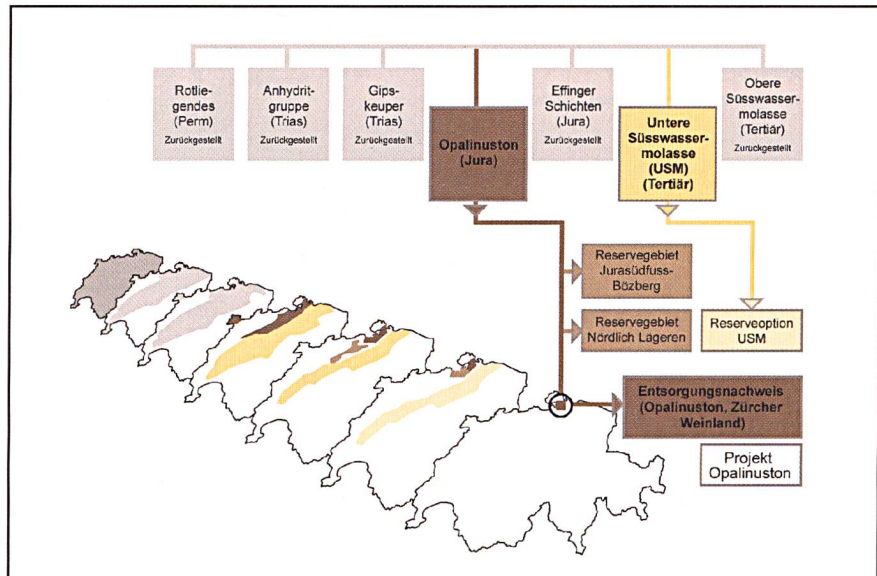 Rotlie-
gendes
(Perm)
Zurückgestellt
Anhydrit-
gruppe
(Trias)
Zurückgestellt
Gips-
keuper
(Trias)
Zurückgestellt
Opalinuston
(Jura)
Effinger
Schichten
(Jura)
Zurückgestellt
Untere
Süsswasser-
molasse
(USM)
(Tertiär)
Obere
Süsswasser-
molasse
(Tertiär)
Zurückgestellt
Reservegebiet
Jurasüdfuss-
Bözberg
Reservegebiet
Nördlich Lägeren
Reserveoption
USM
Entsorgungsnachweis
(Opalinuston, Zürcher
Weinland)
Projekt
Opalinuston